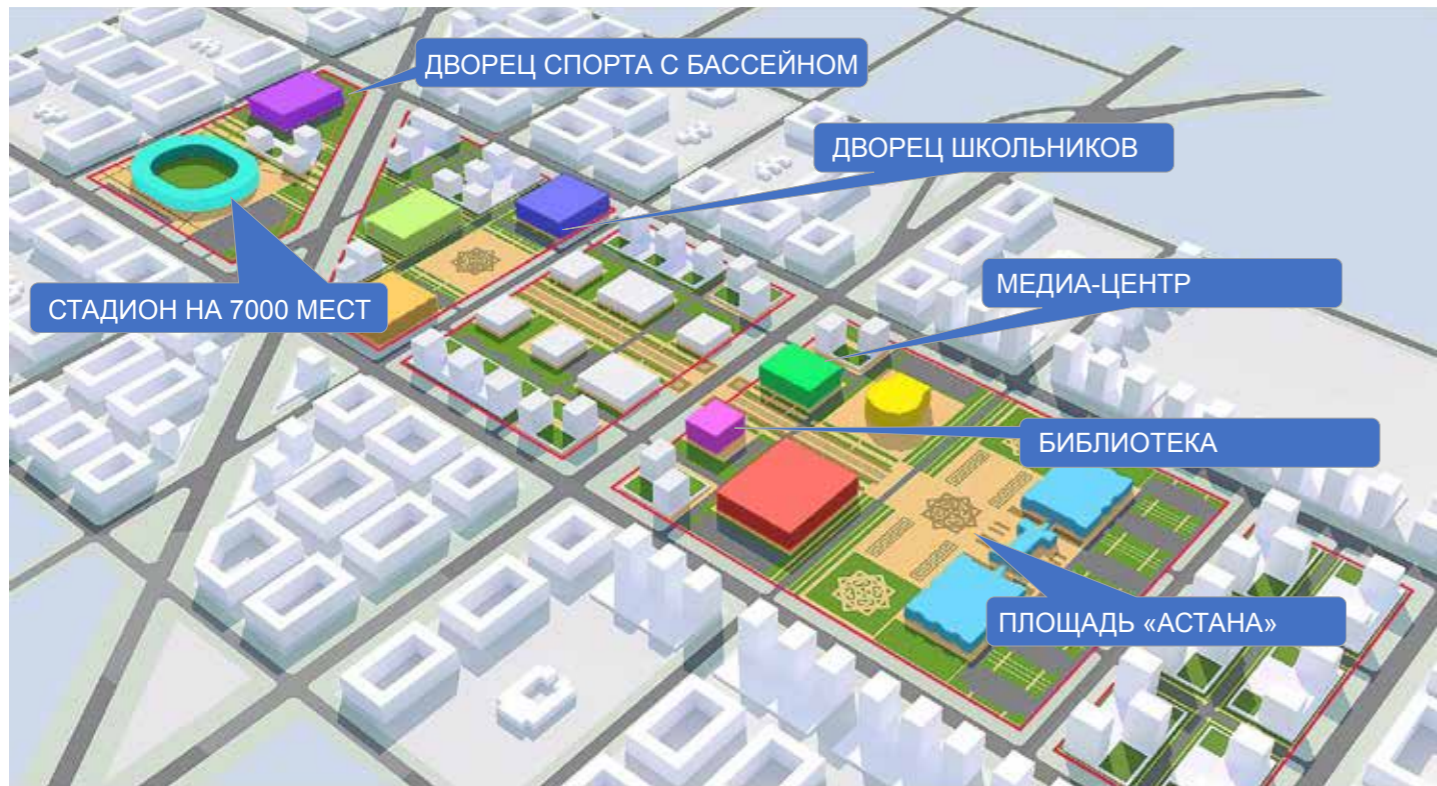 ДВОРЕЦ СПОРТА С БАССЕЙНОМ
ДВОРЕЦ ШКОЛЬНИКОВ
МЕДИА-ЦЕНТР
СТАДИОН НА 7000 МЕСТ
БИБЛИОТЕКА
ПЛОЩАДЬ «АСТАНА»